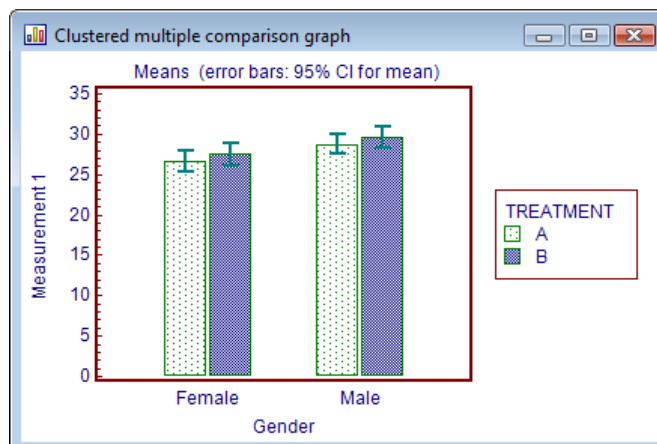 Clustered multiple comparison graph
Means (error bars: 95% CI for mean)
35
30
25
20
15
10
5
0
Measurement 1
Female
Male
Gender
TREATMENT
A
B